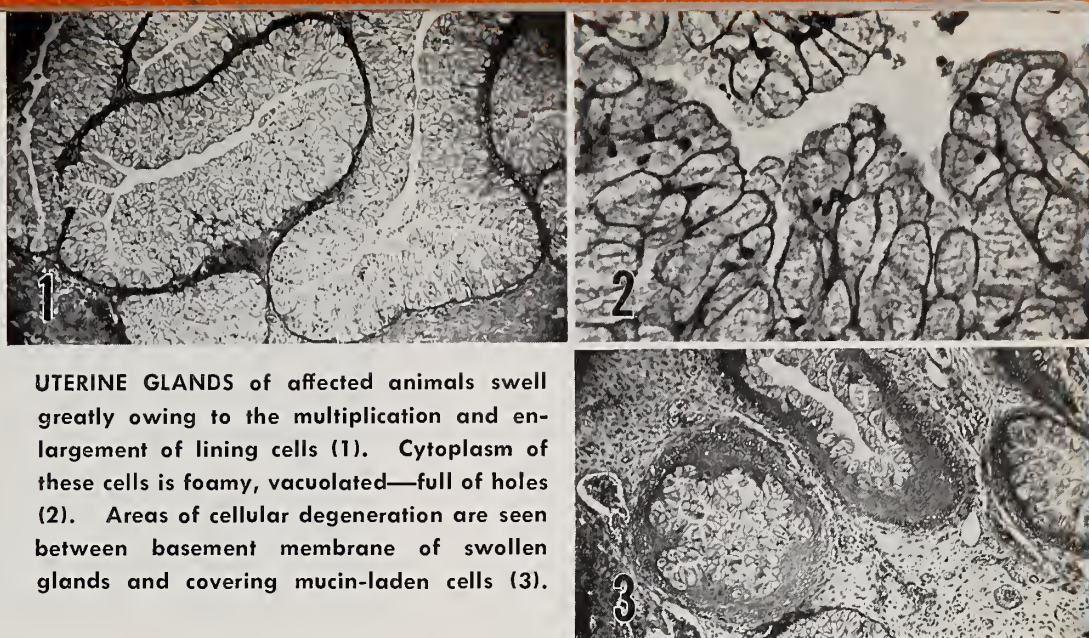 1
2
UTERINE GLANDS of affected animals swell
greatly owing to the multiplication and en-
largement of lining cells (1). Cytoplasm of
these cells is foamy, vacuolated—full of holes
(2). Areas of cellular degeneration are seen
between basement membrane of swollen
glands and covering mucin-laden cells (3).
3